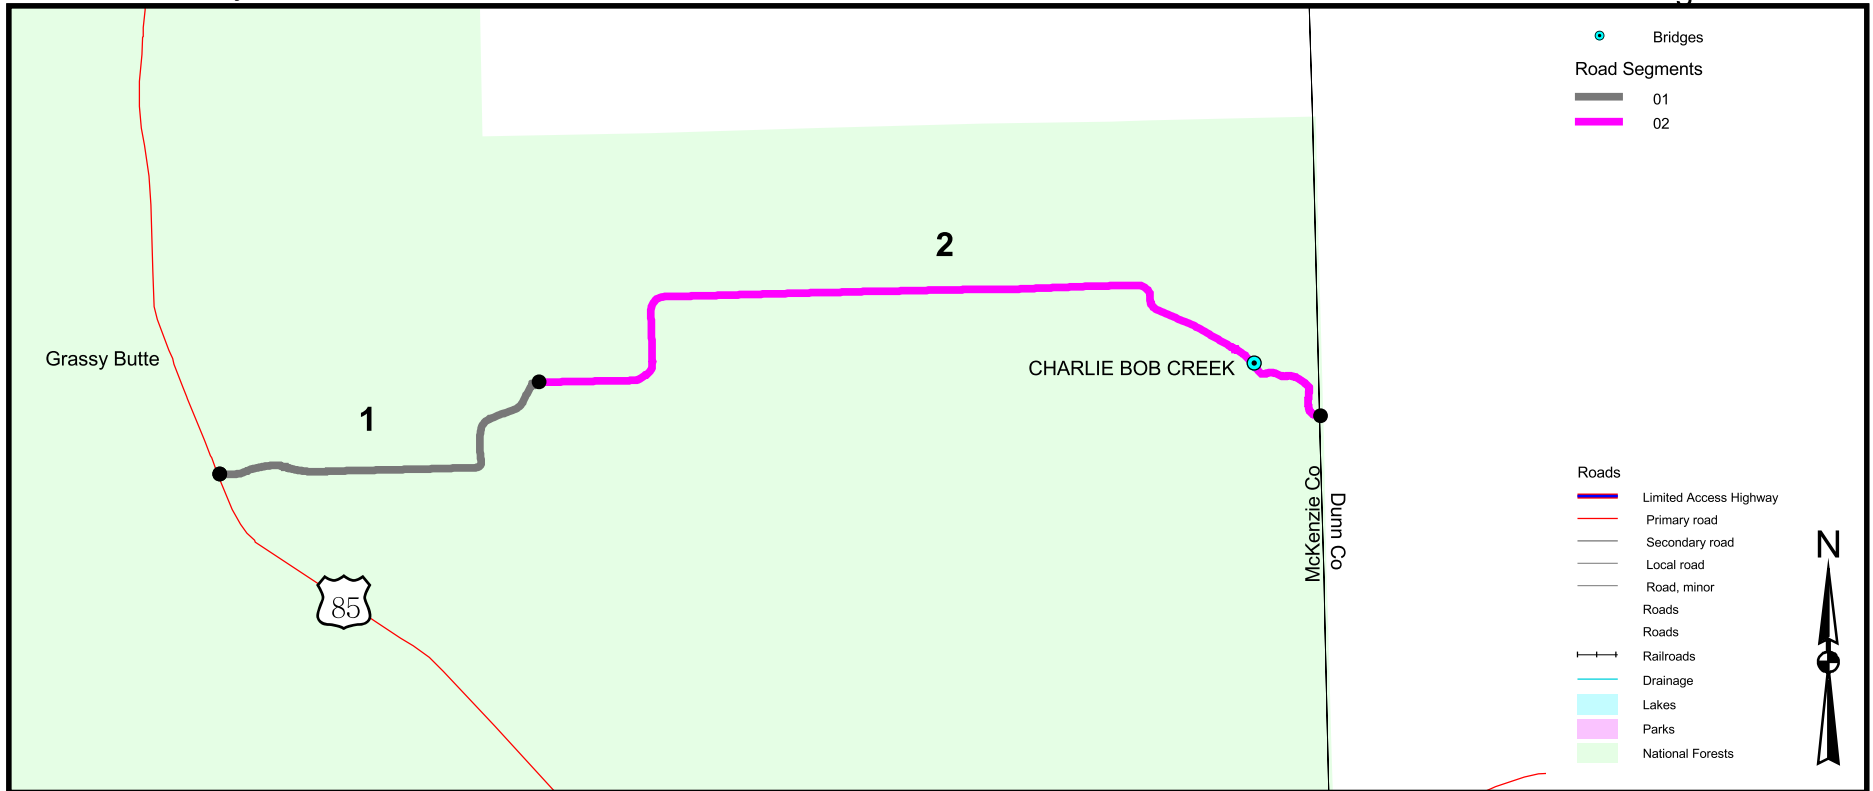 Bridges
Road Segments
01
02
2
Grassy Butte
CHARLIE BOB CREEK
1
McKenzie Co
Dunn Co
85
Roads
Limited Access Highway
Primary road
Secondary road
Local road
Road, minor
Roads
Roads
Railroads
Drainage
Lakes
Parks
National Forests
N